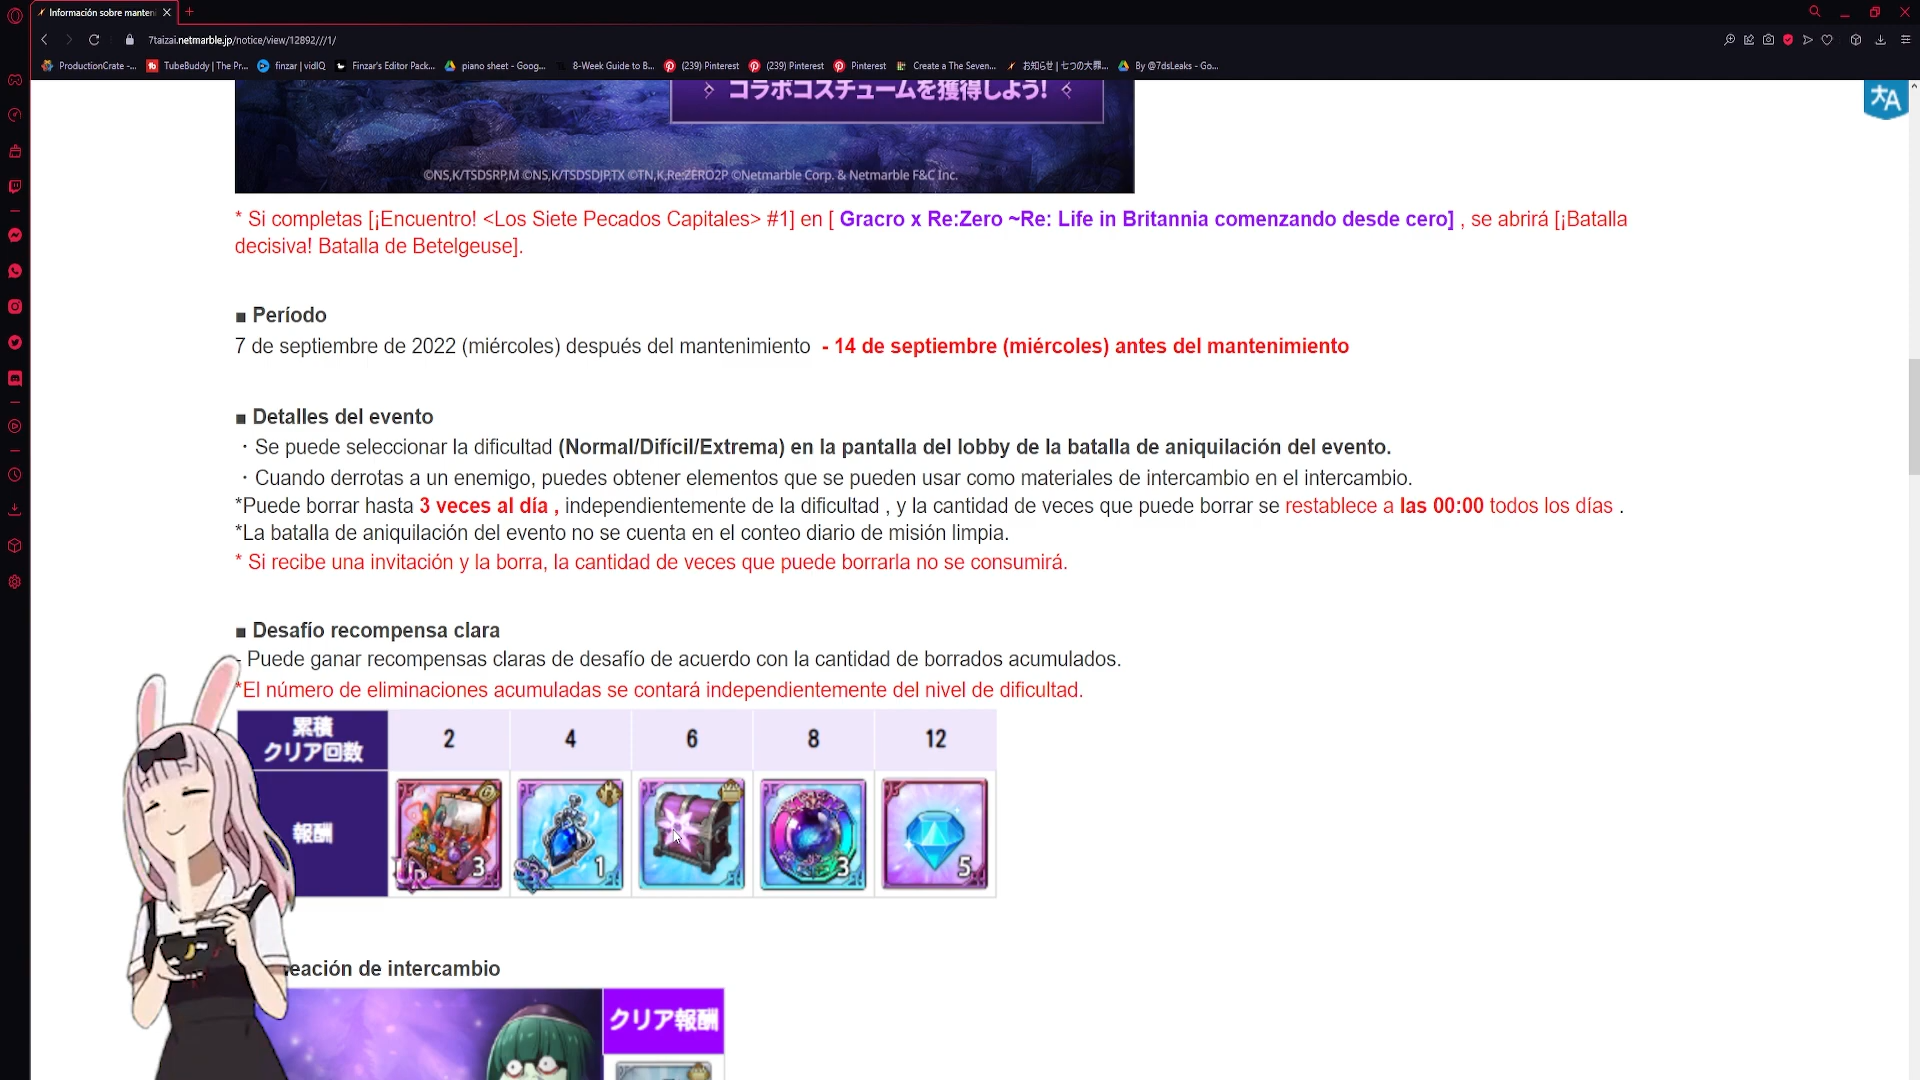 Información sobre manten
7taizai.netmarble.jp/notice/view/12892///1/
ProductionCrate -...
TubeBuddy | The Pr...
finzar | vidIQ
Finzar's Editor Pack...
piano sheet - Goog...
8-Week Guide to B...
(239) Pinterest
(239) Pinterest
Pinterest
Create a The Seven...
お知らせ | 七つの大罪...
By @7dsLeaks - Go...
コラボコスチュームを獲得しよう!
©NS,K/TSDSRP,M ©NS,K/TSDSDJP,TX ©TN,K,Re:ZERO2P ©Netmarble Corp. & Netmarble F&C Inc.
* Si completas [¡Encuentro! <Los Siete Pecados Capitales> #1] en [ Gracro x Re:Zero ~Re: Life in Britannia comenzando desde cero] , se abrirá [¡Batalla
decisiva! Batalla de Betelgeuse].
■ Período
7 de septiembre de 2022 (miércoles) después del mantenimiento - 14 de septiembre (miércoles) antes del mantenimiento
■ Detalles del evento
・Se puede seleccionar la dificultad (Normal/Difícil/Extrema) en la pantalla del lobby de la batalla de aniquilación del evento.
・Cuando derrotas a un enemigo, puedes obtener elementos que se pueden usar como materiales de intercambio en el intercambio.
*Puede borrar hasta 3 veces al día , independientemente de la dificultad , y la cantidad de veces que puede borrar se restablece a las 00:00 todos los días .
*La batalla de aniquilación del evento no se cuenta en el conteo diario de misión limpia.
* Si recibe una invitación y la borra, la cantidad de veces que puede borrarla no se consumirá.
■ Desafío recompensa clara
- Puede ganar recompensas claras de desafío de acuerdo con la cantidad de borrados acumulados.
*El número de eliminaciones acumuladas se contará independientemente del nivel de dificultad.
累積
クリア回数
2 4 6 8 12
報酬
UR 3
SSR 1
3
5
eación de intercambio
クリア報酬